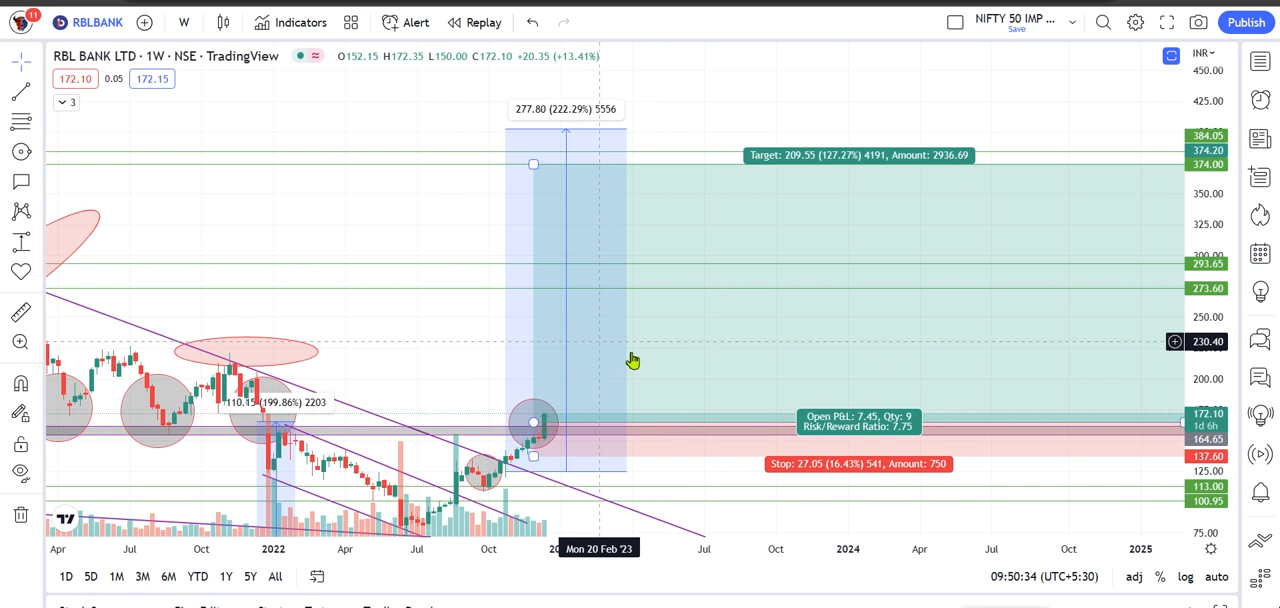 11
RBLBANK
W
Indicators
Alert
Replay
NIFTY 50 IMP ...
Save
Publish
RBL BANK LTD · 1W · NSE · TradingView
O152.15 H172.35 L150.00 C172.10 +20.35 (+13.41%)
INR
172.10
0.05
172.15
3
450.00
425.00
277.80 (222.29%) 5556
384.05
374.20
374.00
Target: 209.55 (127.27%) 4191, Amount: 2936.69
350.00
325.00
293.65
273.60
250.00
230.40
200.00
110.15 (199.86%) 2203
172.10
1d 6h
164.65
Open P&L: 7.45, Qty: 9
Risk/Reward Ratio: 7.75
137.60
Stop: 27.05 (16.43%) 541, Amount: 750
125.00
113.00
100.95
75.00
Apr
Jul
Oct
2022
Apr
Jul
Oct
Mon 20 Feb '23
Jul
Oct
2024
Apr
Jul
Oct
2025
1D
5D
1M
3M
6M
YTD
1Y
5Y
All
09:50:34 (UTC+5:30)
adj
%
log
auto